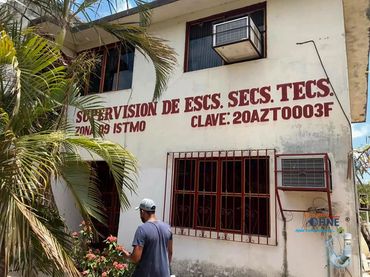 SUPERVISION DE ESCS. SECS. TECS.
ZONA 09 ISTMO
CLAVE: 20AZT0003F